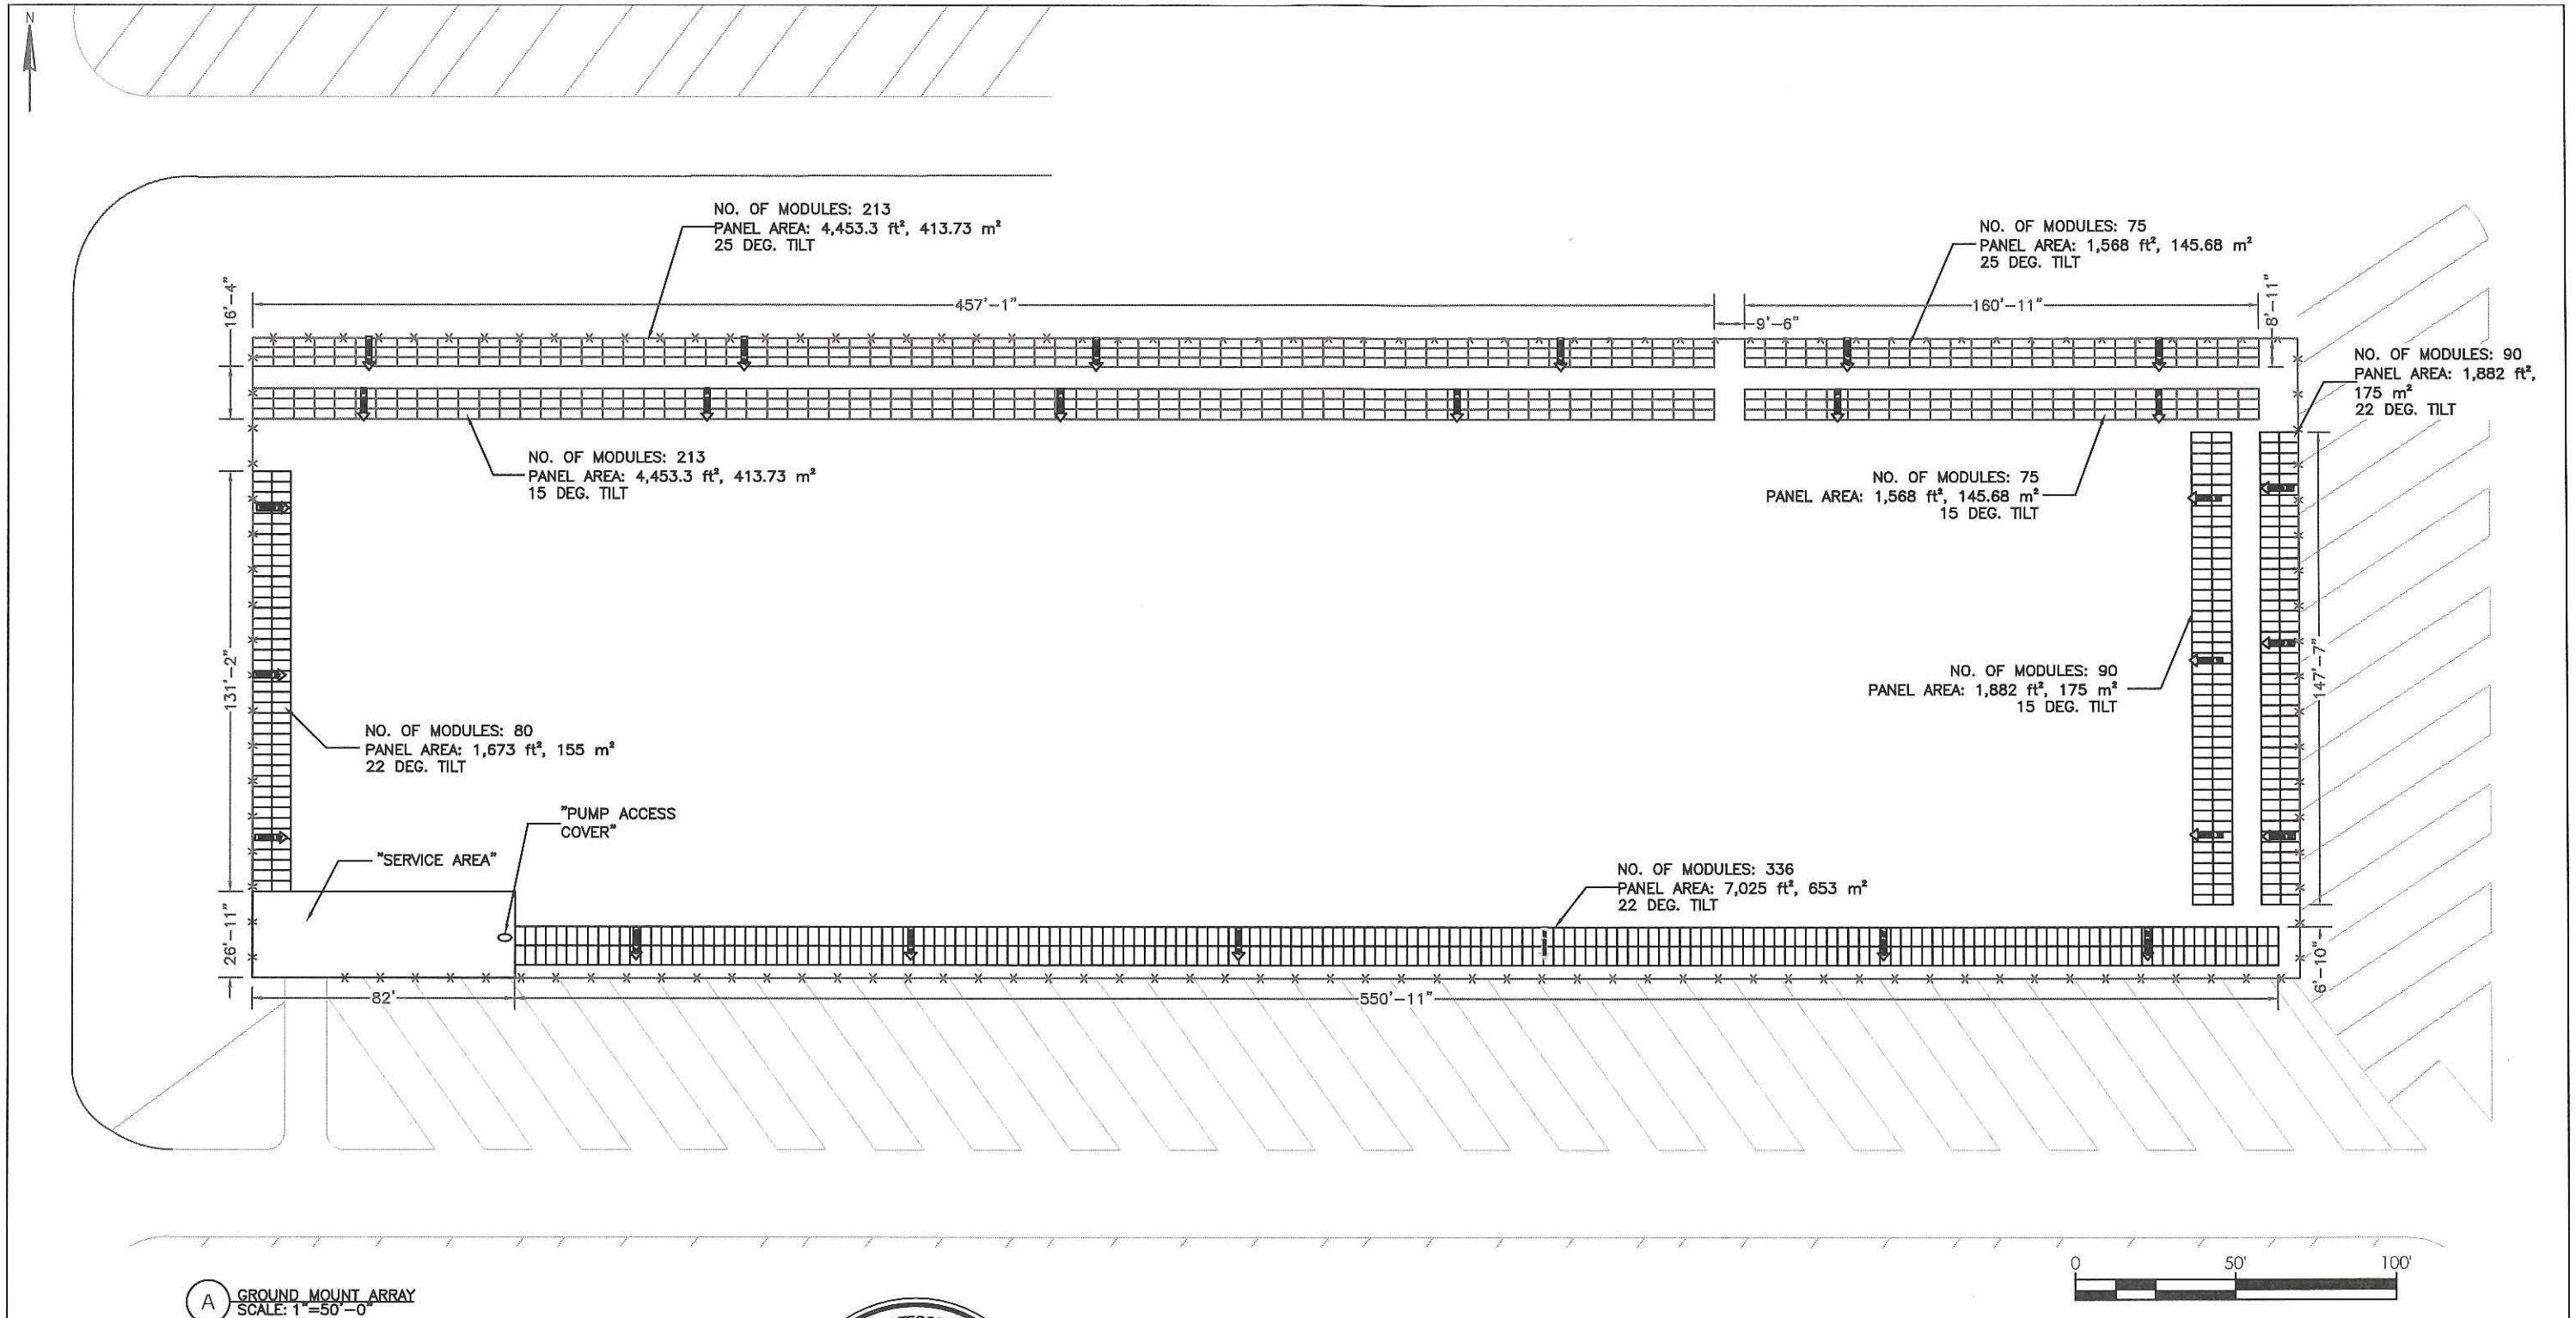 N
NO. OF MODULES: 213
PANEL AREA: 4,453.3 ft², 413.73 m²
25 DEG. TILT
NO. OF MODULES: 75
PANEL AREA: 1,568 ft², 145.68 m²
25 DEG. TILT
16'-4"
457'-1"
9'-6"
160'-11"
8'-11"
NO. OF MODULES: 90
PANEL AREA: 1,882 ft²,
175 m²
22 DEG. TILT
NO. OF MODULES: 213
PANEL AREA: 4,453.3 ft², 413.73 m²
15 DEG. TILT
NO. OF MODULES: 75
PANEL AREA: 1,568 ft², 145.68 m²
15 DEG. TILT
131'-2"
147'-7"
NO. OF MODULES: 90
PANEL AREA: 1,882 ft², 175 m²
15 DEG. TILT
NO. OF MODULES: 80
PANEL AREA: 1,673 ft², 155 m²
22 DEG. TILT
"PUMP ACCESS
COVER"
"SERVICE AREA"
NO. OF MODULES: 336
PANEL AREA: 7,025 ft², 653 m²
22 DEG. TILT
26'-11"
6'-10"
82'
550'-11"
0 50' 100'
A
GROUND MOUNT ARRAY
SCALE: 1"=50'-0"